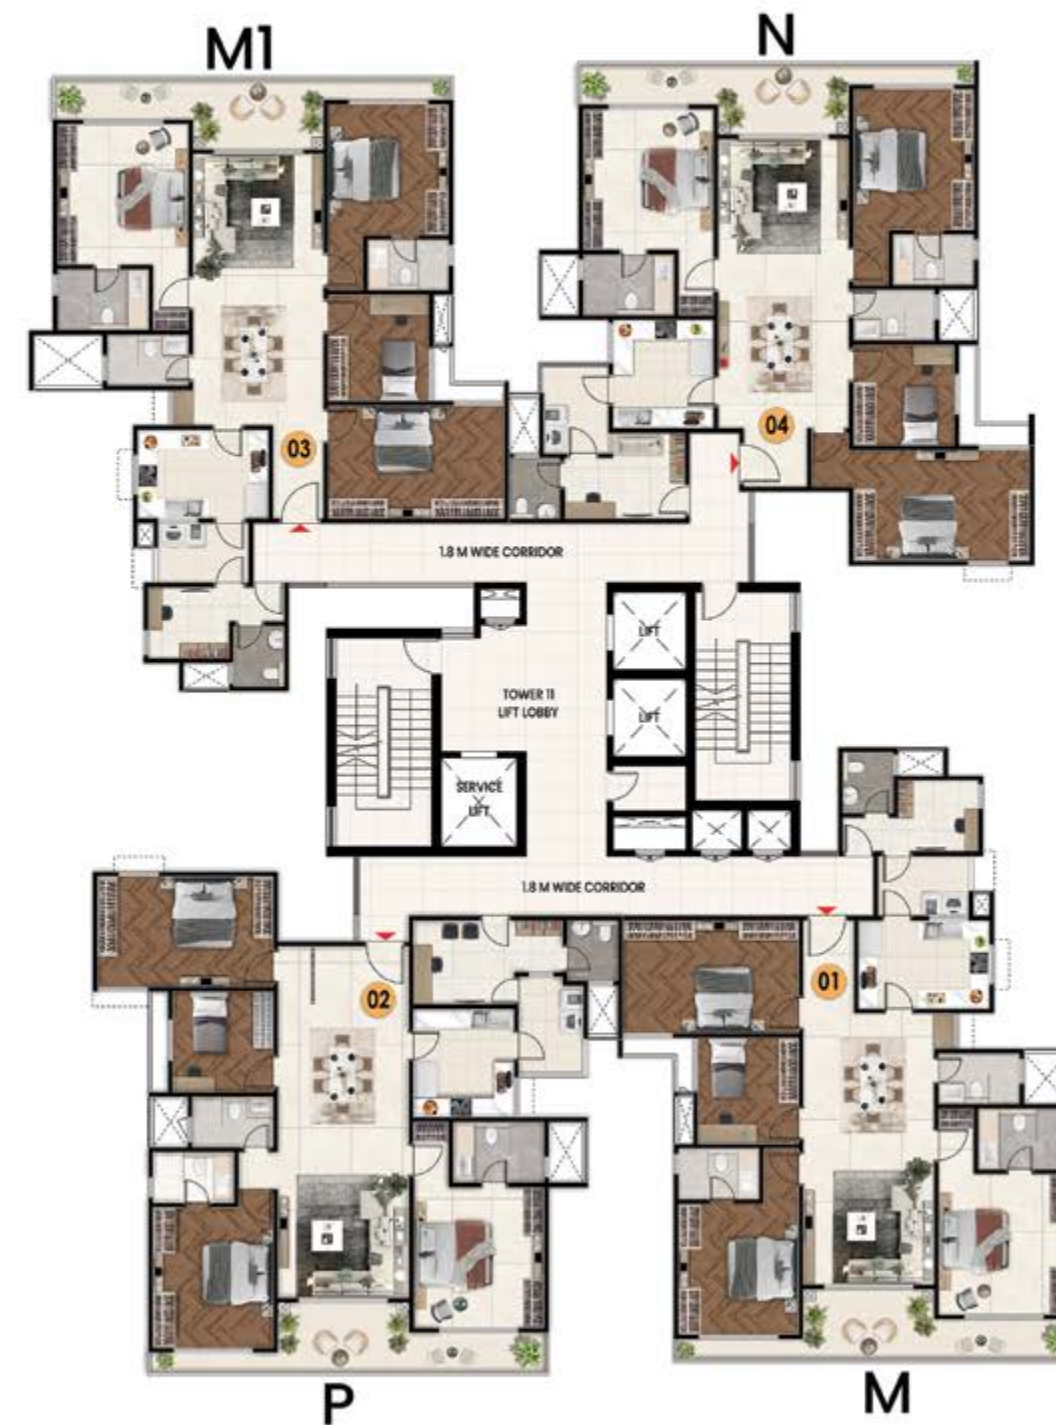 M1
N
03
04
1.8 M WIDE CORRIDOR
LIFT
TOWER 11
LIFT LOBBY
LIFT
SERVICE
LIFT
1.8 M WIDE CORRIDOR
02
01
P
M